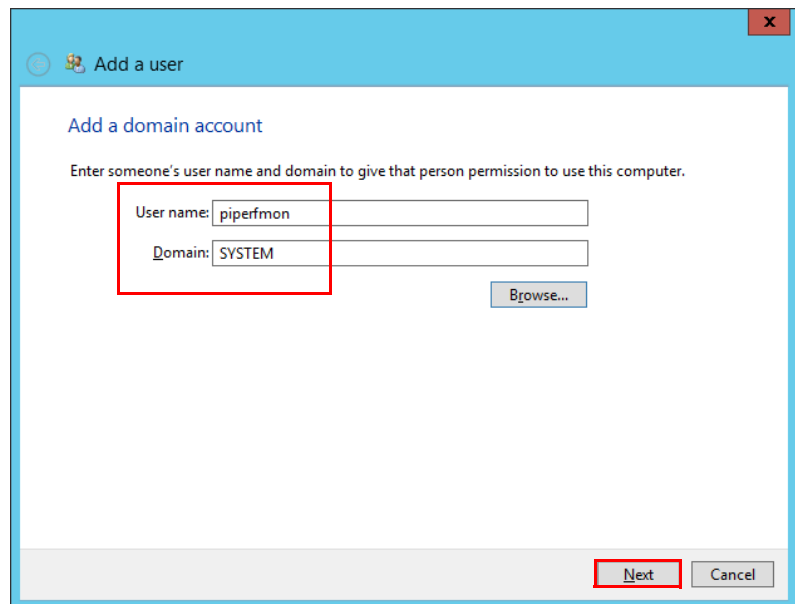 x
Add a user
Add a domain account
Enter someone's user name and domain to give that person permission to use this computer.
User name: piperfmon
Domain: SYSTEM
Browse...
Next Cancel